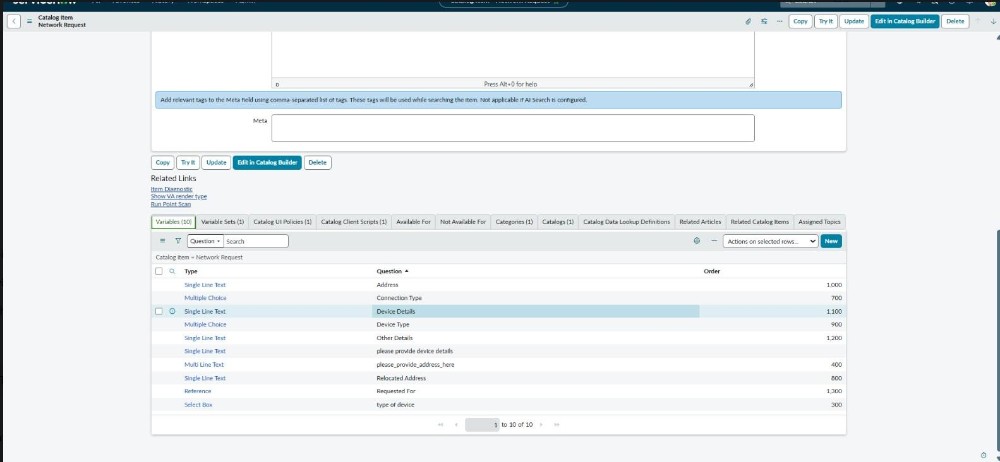 Catalog Item
Network Request
Copy Try It Update Edit in Catalog Builder Delete
Press Alt+0 for help
Add relevant tags to the Meta field using comma-separated list of tags. These tags will be used while searching the item. Not applicable if AI Search is configured.
Meta
Copy Try It Update Edit in Catalog Builder Delete
Related Links
Item Diagnostic
Show VA render type
Run Point Scan
Variables (10) Variable Sets (1) Catalog UI Policies (1) Catalog Client Scripts (1) Available For Not Available For Categories (1) Catalogs (1) Catalog Data Lookup Definitions Related Articles Related Catalog Items Assigned Topics
Question Search Actions on selected rows... New
Catalog item = Network Request
Type Question Order
Single Line Text Address 1,000
Multiple Choice Connection Type 700
Single Line Text Device Details 1,100
Multiple Choice Device Type 900
Single Line Text Other Details 1,200
Single Line Text please provide device details
Multi Line Text please_provide_address_here 400
Single Line Text Relocated Address 800
Reference Requested For 1,300
Select Box type of device 300
1 to 10 of 10